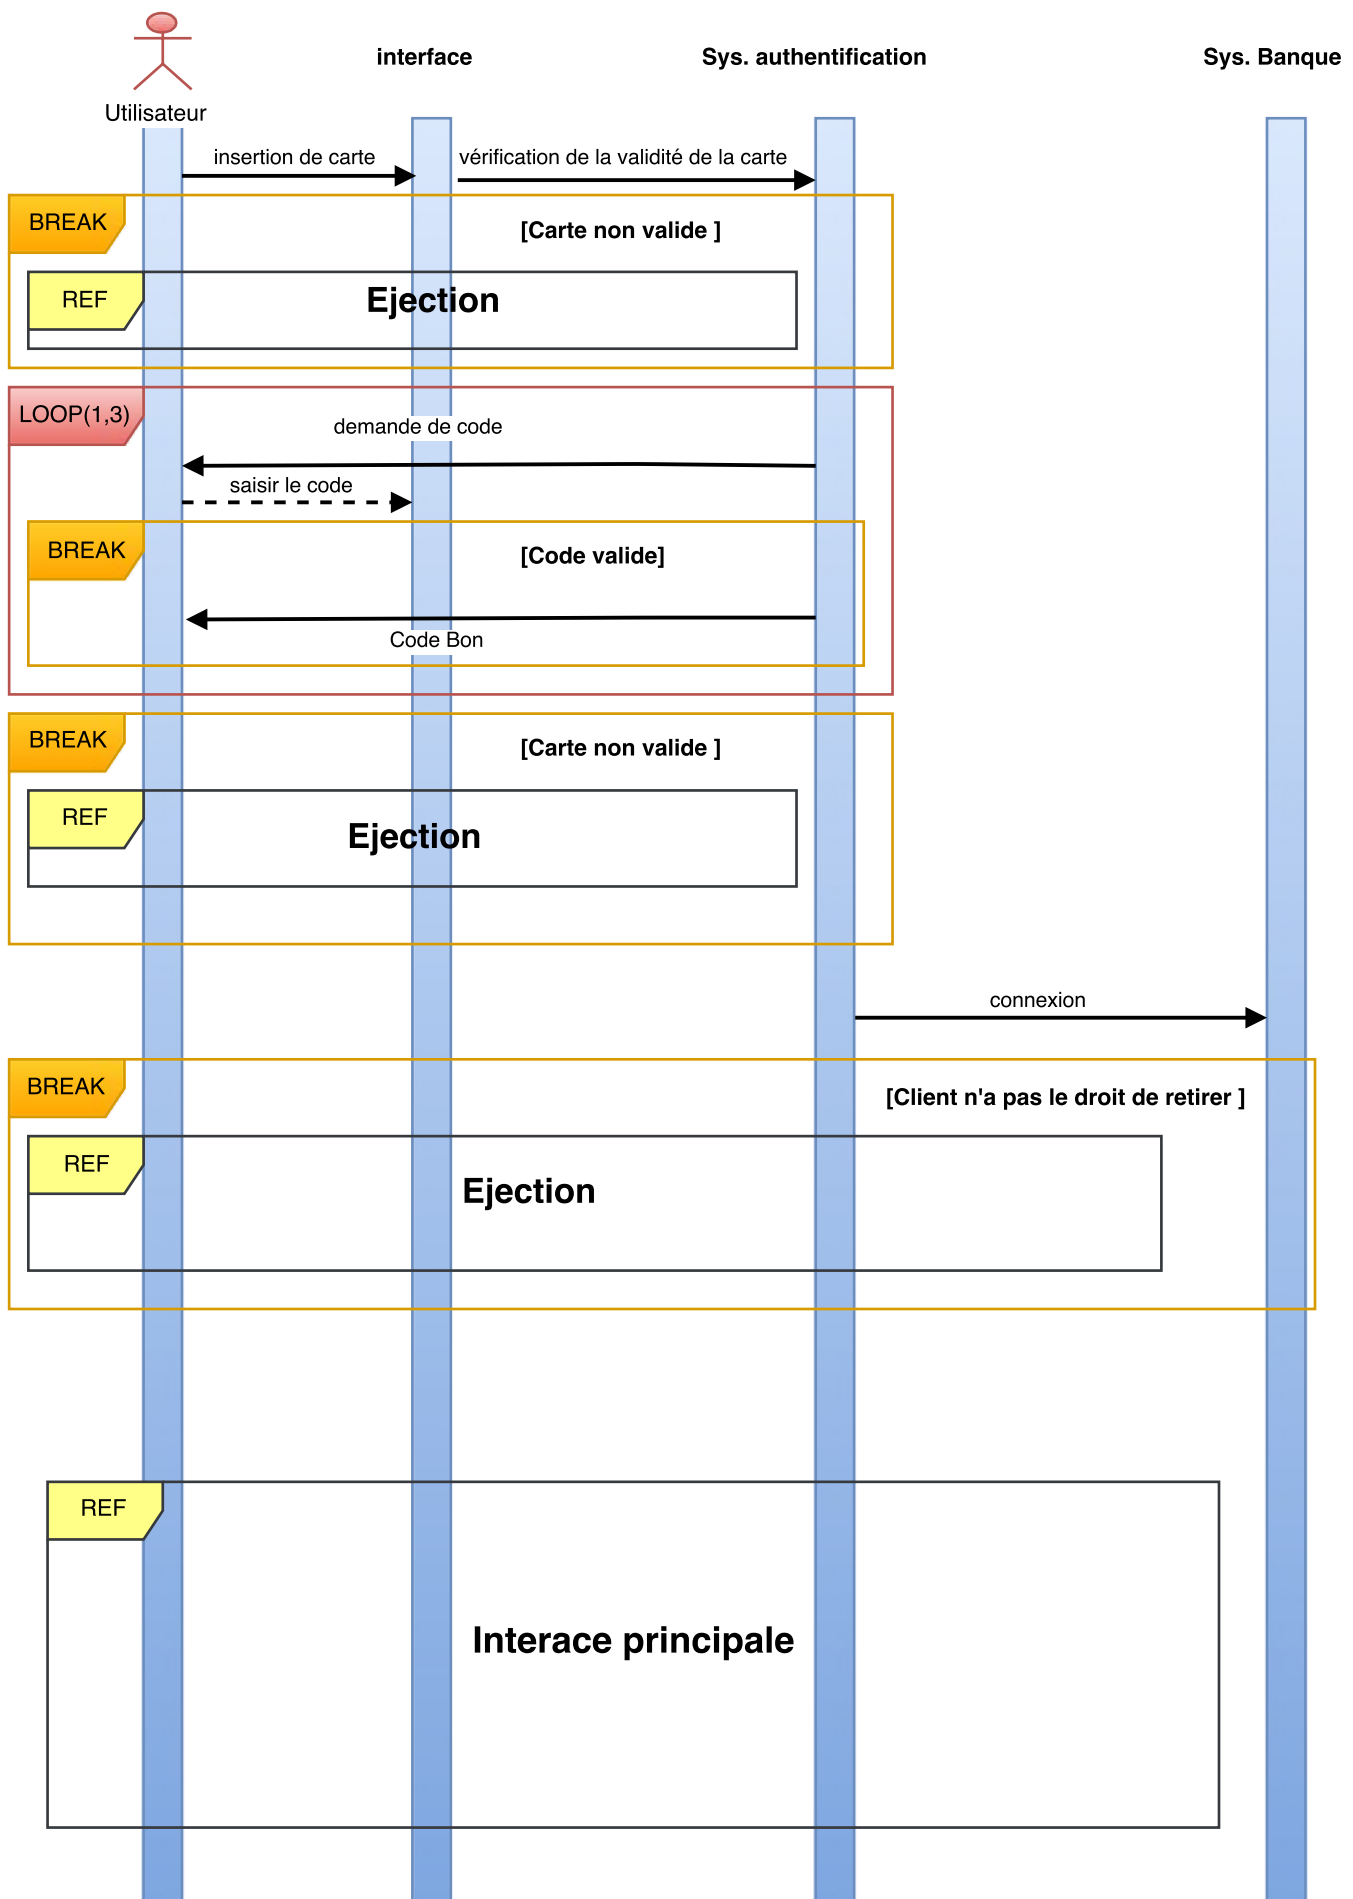 interface
Sys. authentification
Sys. Banque
Utilisateur
insertion de carte
vérification de la validité de la carte
BREAK
[Carte non valide ]
REF
Ejection
LOOP(1,3)
demande de code
saisir le code
BREAK
[Code valide]
Code Bon
BREAK
[Carte non valide ]
REF
Ejection
connexion
BREAK
[Client n'a pas le droit de retirer ]
REF
Ejection
REF
Interace principale